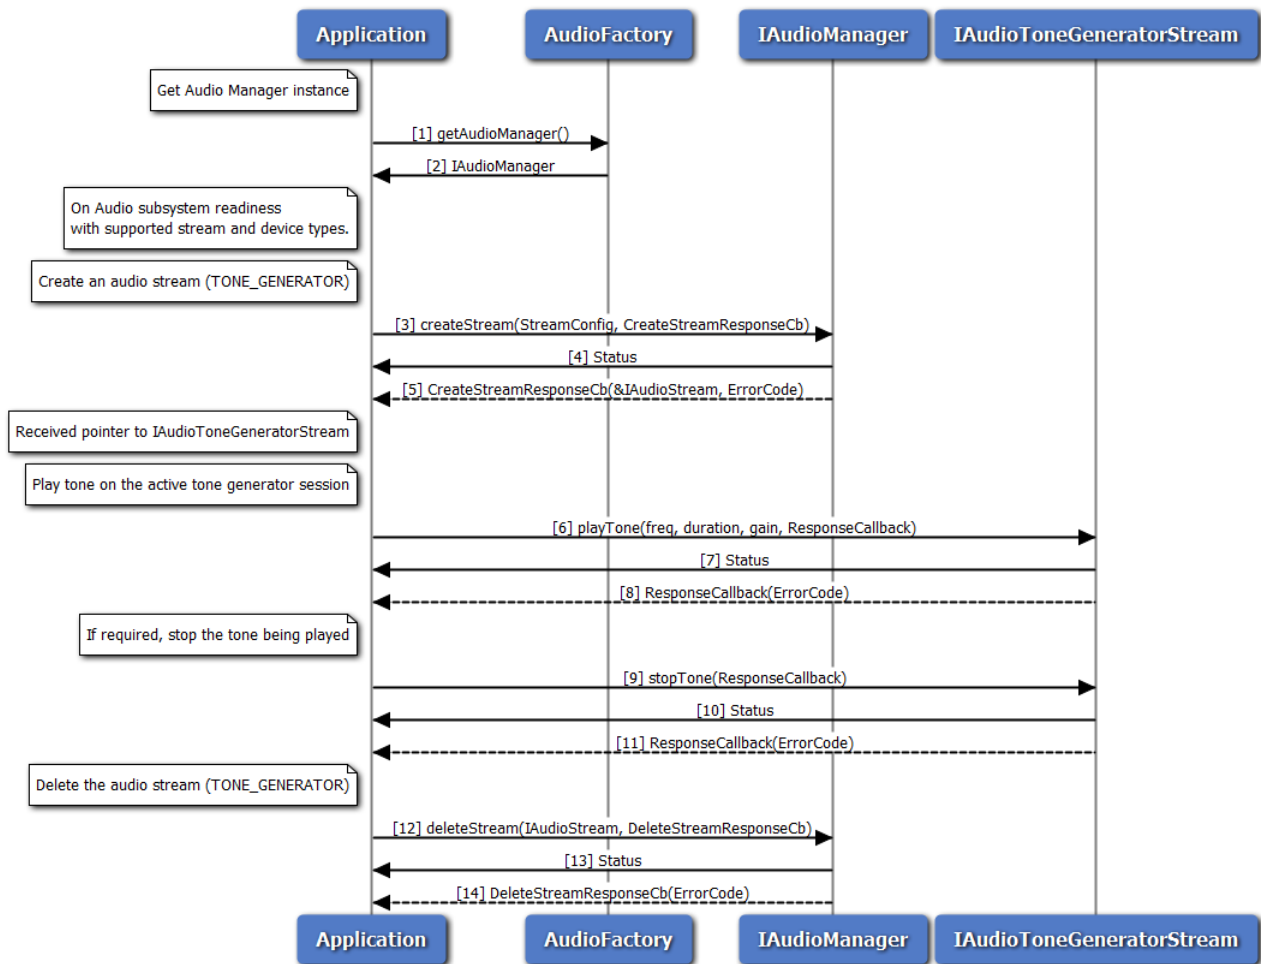 Application
AudioFactory
IAudioManager
IAudioToneGeneratorStream
Get Audio Manager instance
[1] getAudioManager()
[2] IAudioManager
On Audio subsystem readiness
with supported stream and device types.
Create an audio stream (TONE_GENERATOR)
[3] createStream(StreamConfig, CreateStreamResponseCb)
[4] Status
[5] CreateStreamResponseCb(&IAudioStream, ErrorCode)
Received pointer to IAudioToneGeneratorStream
Play tone on the active tone generator session
[6] playTone(freq, duration, gain, ResponseCallback)
[7] Status
[8] ResponseCallback(ErrorCode)
If required, stop the tone being played
[9] stopTone(ResponseCallback)
[10] Status
[11] ResponseCallback(ErrorCode)
Delete the audio stream (TONE_GENERATOR)
[12] deleteStream(IAudioStream, DeleteStreamResponseCb)
[13] Status
[14] DeleteStreamResponseCb(ErrorCode)
Application
AudioFactory
IAudioManager
IAudioToneGeneratorStream